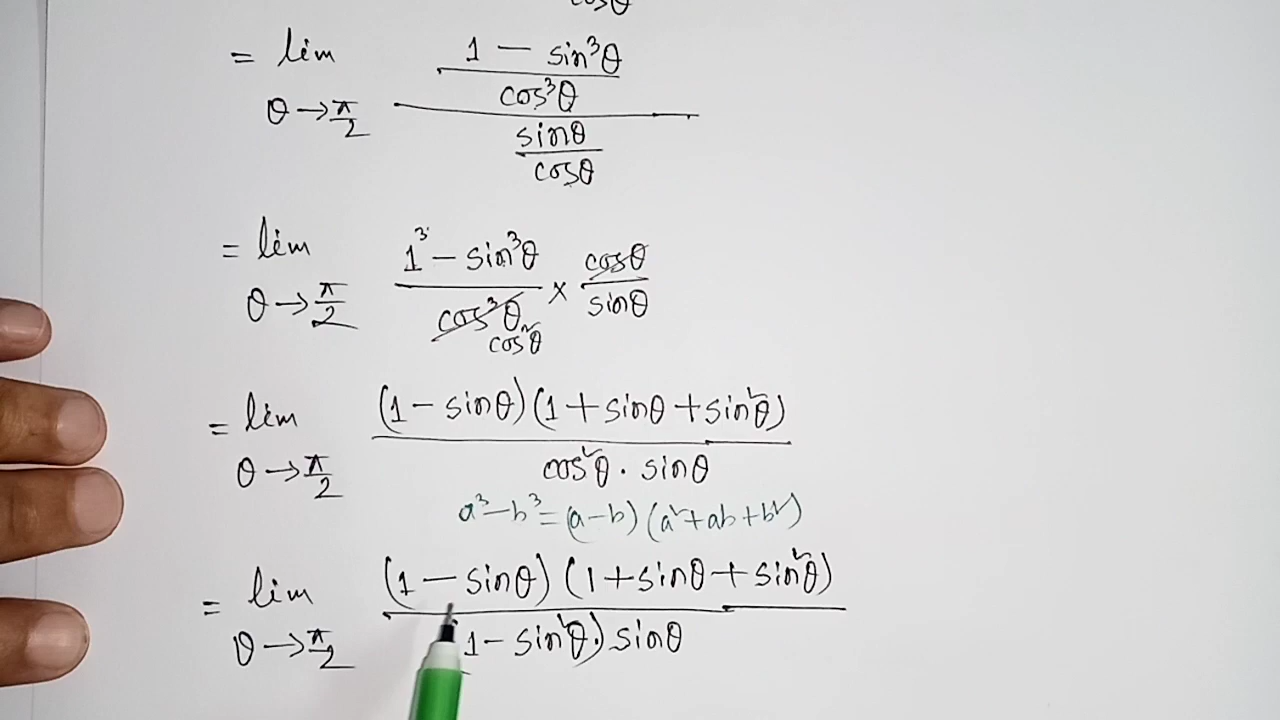 cosθ
= lim θ→π/2 ((1 − sin³θ)/cos³θ)/(sinθ/cosθ)
= lim θ→π/2 (1³ − sin³θ)/cos³θ × cosθ/sinθ
cos²θ
= lim θ→π/2 ((1 − sinθ)(1 + sinθ + sin²θ))/(cos²θ · sinθ)
a³ − b³ = (a − b)(a² + ab + b²)
= lim θ→π/2 ((1 − sinθ)(1 + sinθ + sin²θ))/(1 − sin²θ) sinθ